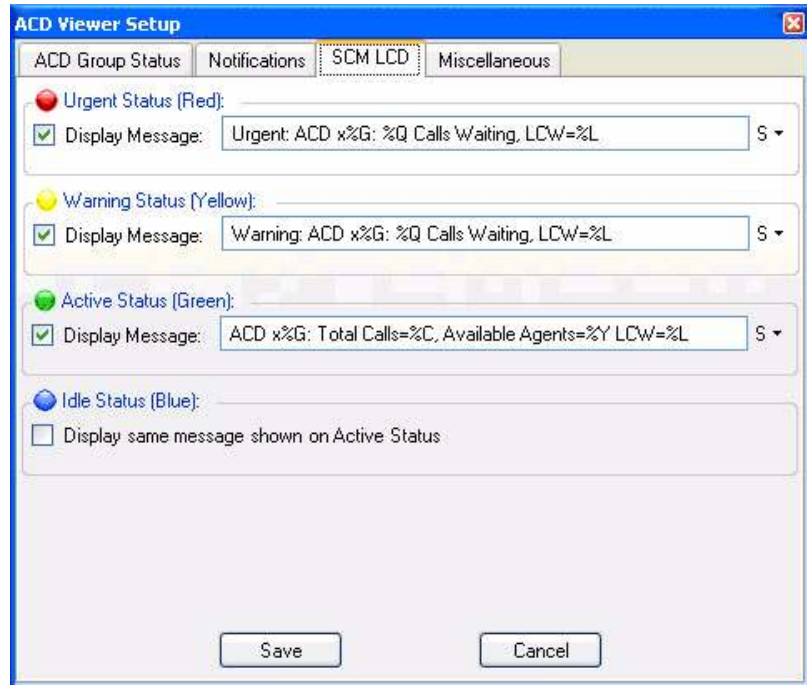 ACD Viewer Setup
ACD Group Status Notifications SCM LCD Miscellaneous
Urgent Status (Red):
Display Message: Urgent: ACD x%G: %Q Calls Waiting, LCW=%L S
Warning Status (Yellow):
Display Message: Warning: ACD x%G: %Q Calls Waiting, LCW=%L S
Active Status (Green):
Display Message: ACD x%G: Total Calls=%C, Available Agents=%Y LCW=%L S
Idle Status (Blue):
Display same message shown on Active Status
Save Cancel